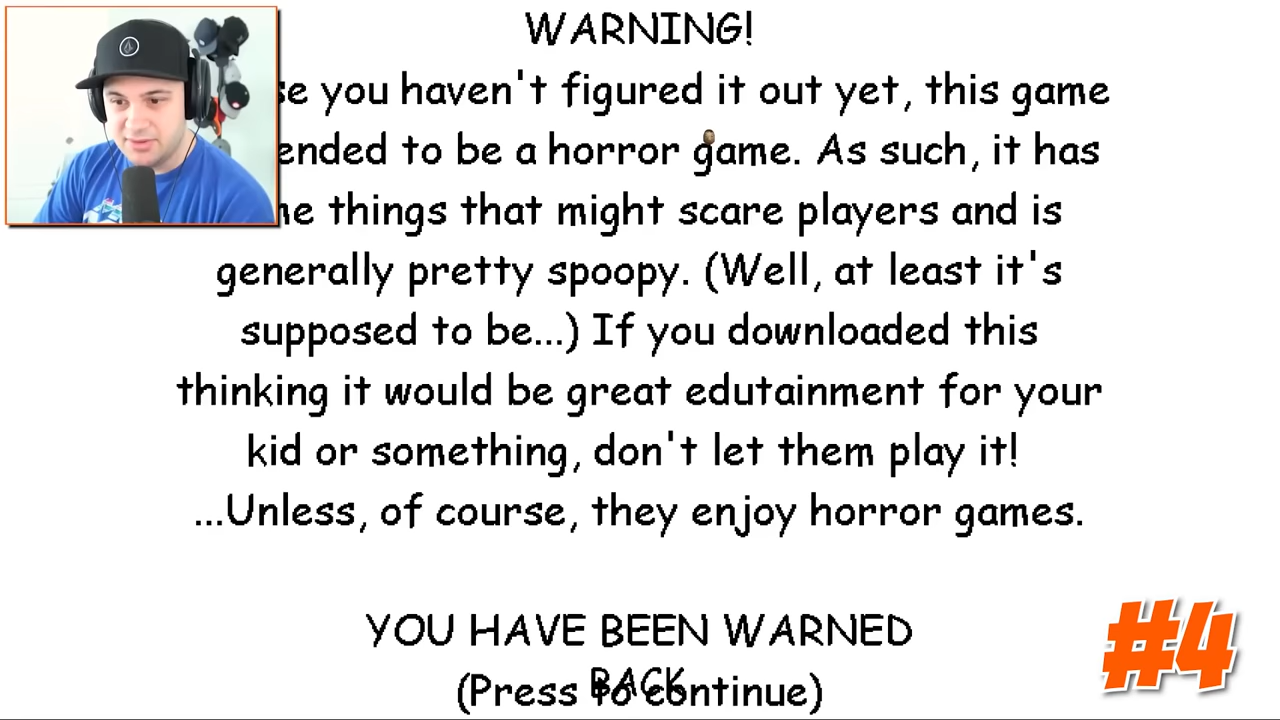 WARNING!
se you haven't figured it out yet, this game
ended to be a horror game. As such, it has
me things that might scare players and is
generally pretty spoopy. (Well, at least it's
supposed to be...) If you downloaded this
thinking it would be great edutainment for your
kid or something, don't let them play it!
...Unless, of course, they enjoy horror games.
YOU HAVE BEEN WARNED
BACK
(Press to continue)
#4